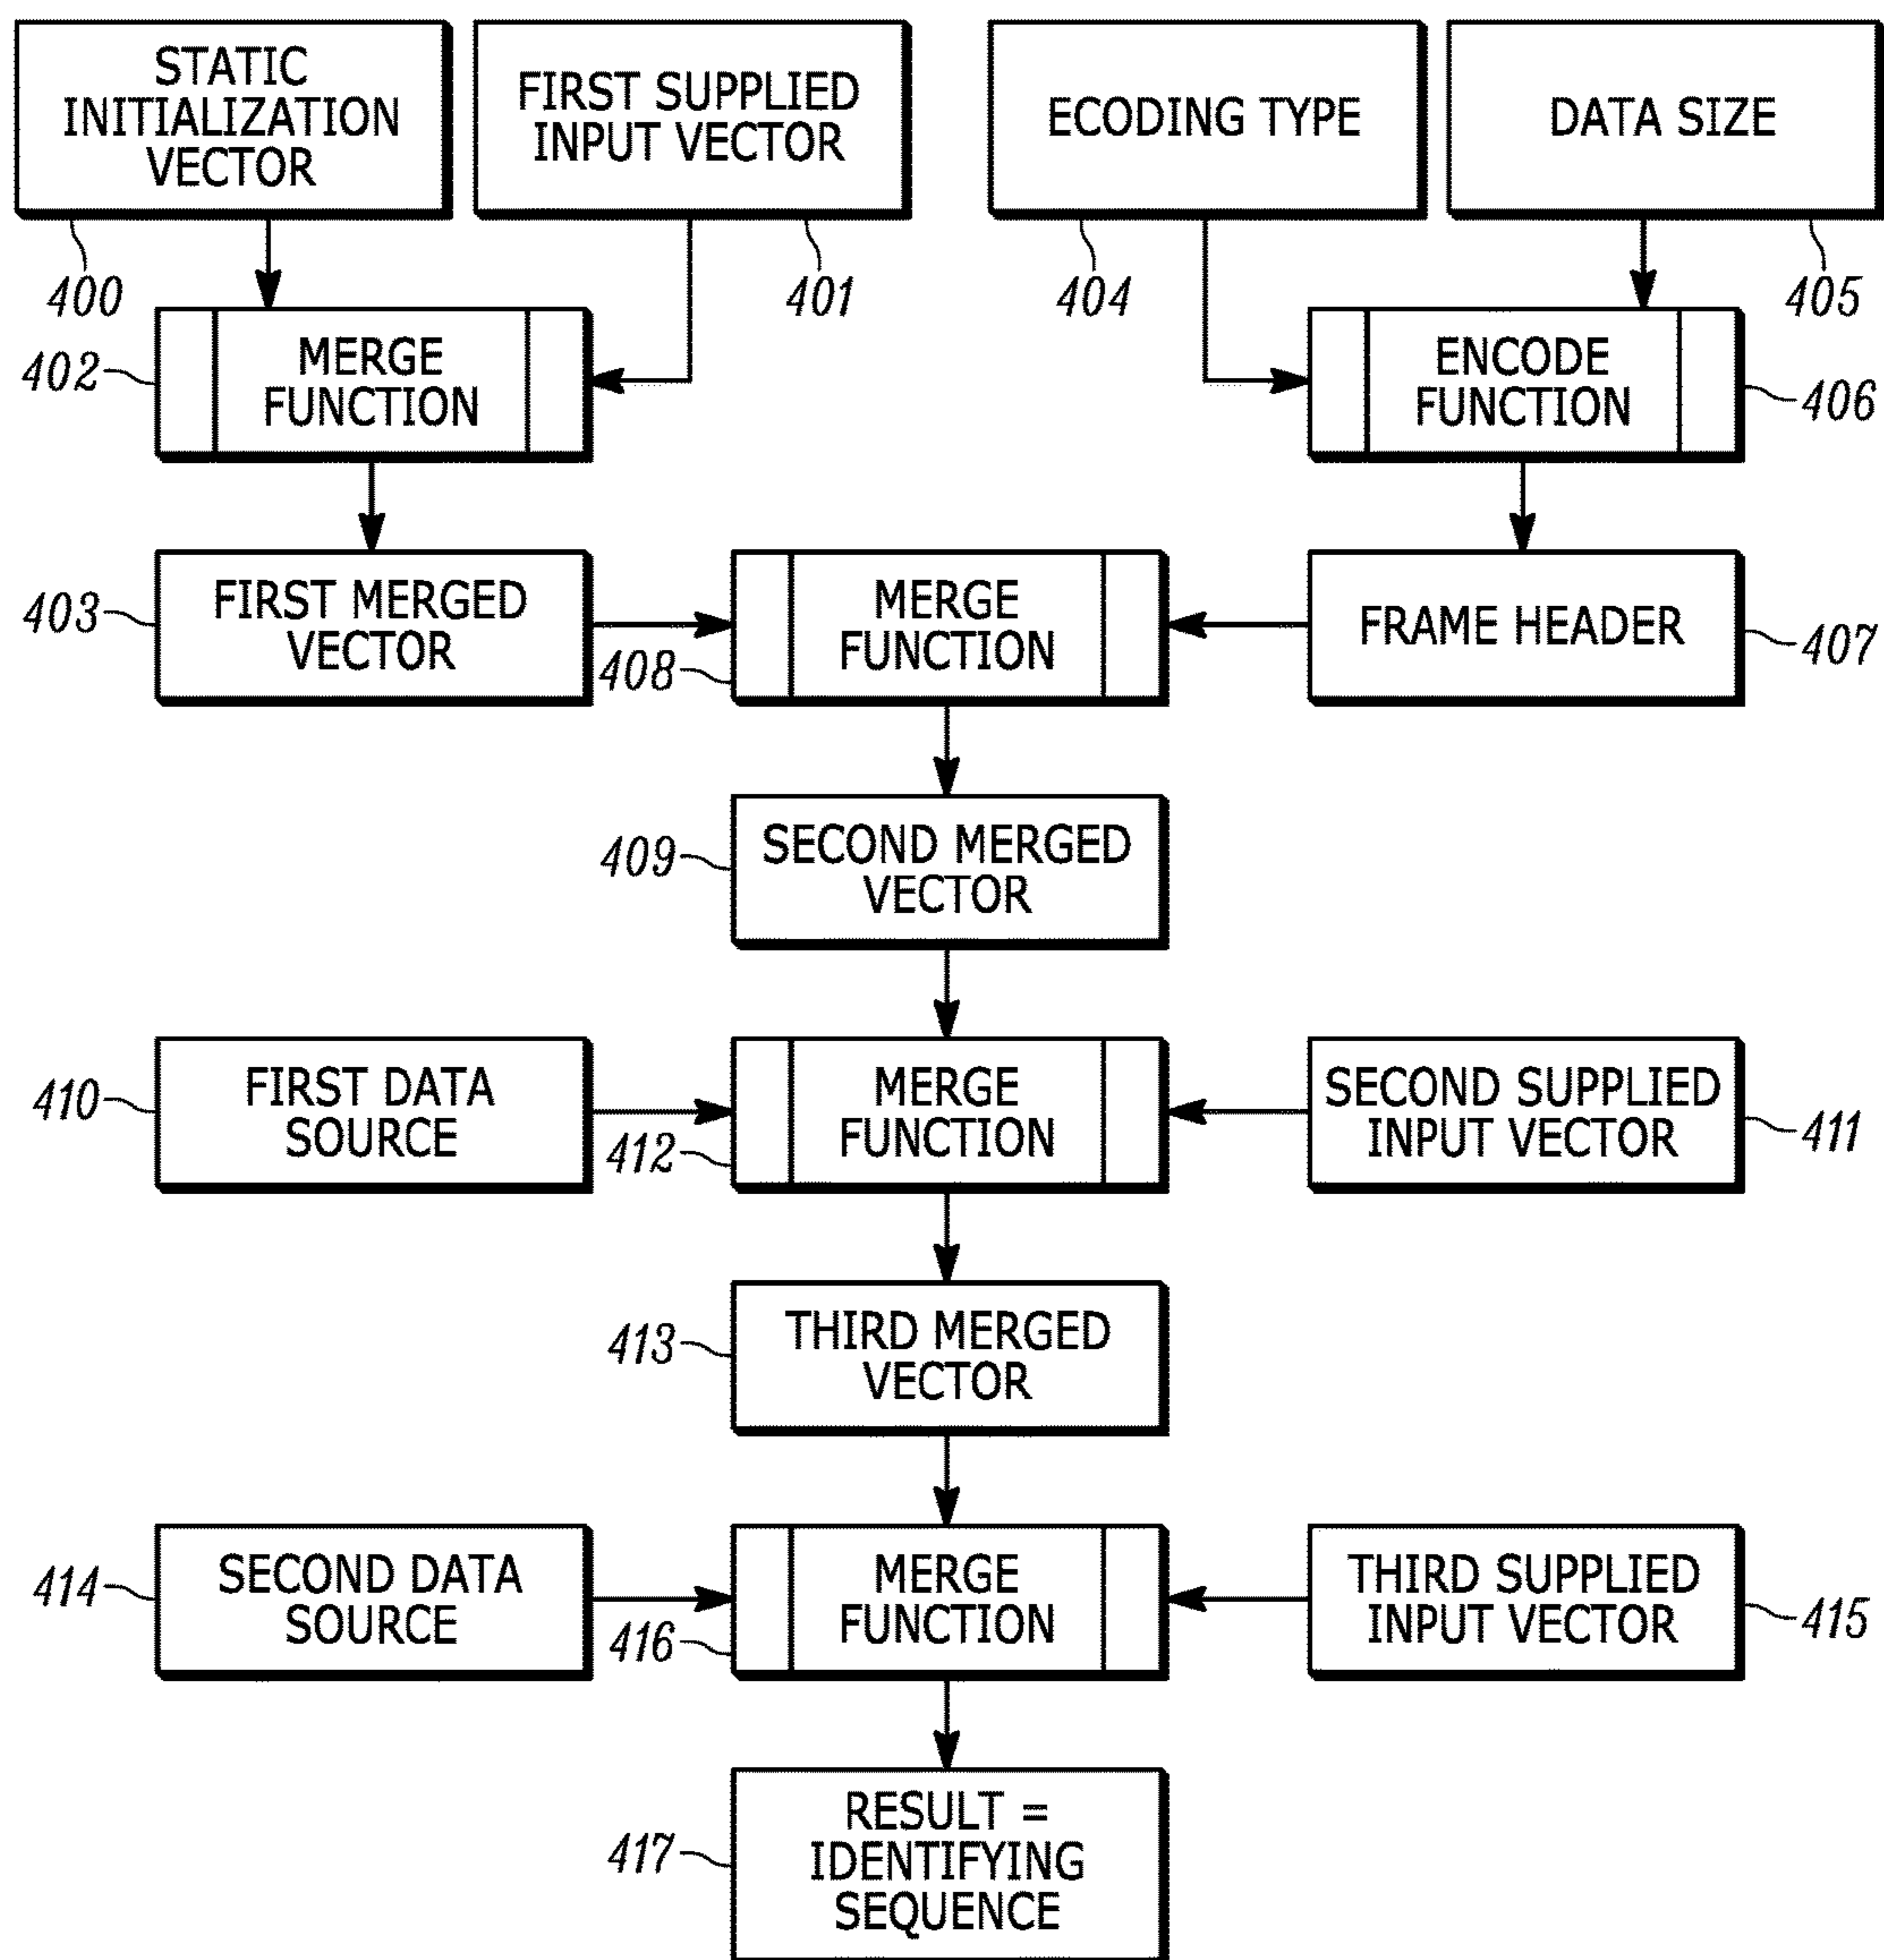 STATIC
INITIALIZATION
VECTOR
FIRST SUPPLIED
INPUT VECTOR
ECODING TYPE
DATA SIZE
400
401
404
405
402
MERGE
FUNCTION
ENCODE
FUNCTION
406
403
FIRST MERGED
VECTOR
408
MERGE
FUNCTION
FRAME HEADER
407
409
SECOND MERGED
VECTOR
410
FIRST DATA
SOURCE
412
MERGE
FUNCTION
SECOND SUPPLIED
INPUT VECTOR
411
413
THIRD MERGED
VECTOR
414
SECOND DATA
SOURCE
416
MERGE
FUNCTION
THIRD SUPPLIED
INPUT VECTOR
415
417
RESULT =
IDENTIFYING
SEQUENCE